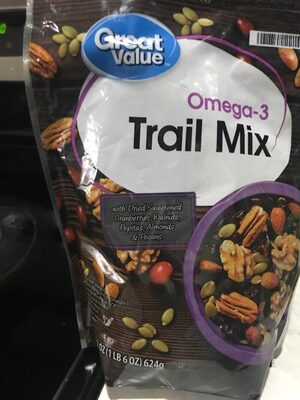 Great
Value
Omega-3
Trail Mix
with Dried Sweetened
Cranberries, Walnuts,
Pepitas, Almonds
& Pecans
OZ (1 LB 6 OZ) 624g